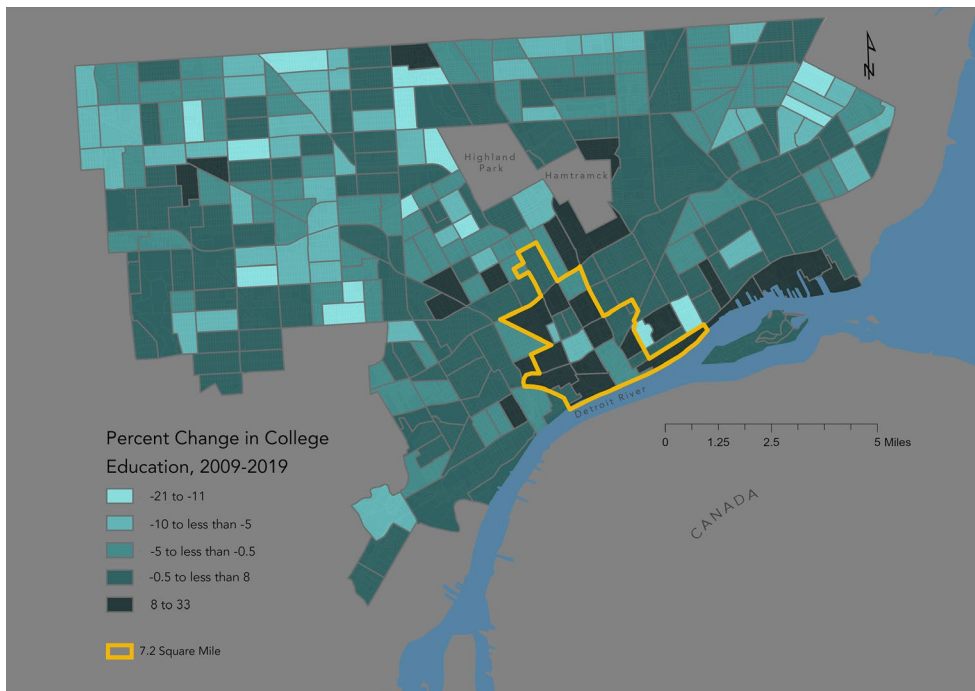 N
Highland
Park
Hamtramck
Detroit River
0 1.25 2.5 5 Miles
CANADA
Percent Change in College
Education, 2009-2019
-21 to -11
-10 to less than -5
-5 to less than -0.5
-0.5 to less than 8
8 to 33
7.2 Square Mile